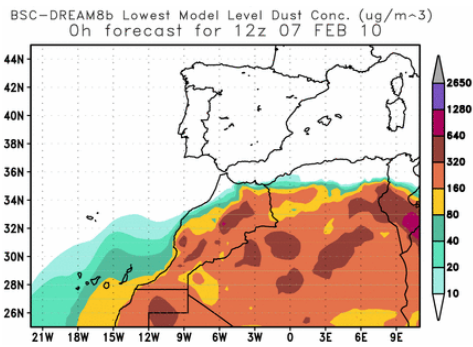 BSC-DREAM8b Lowest Model Level Dust Conc. (ug/m^3)
0h forecast for 12z 07 FEB 10
44N
42N
40N
38N
36N
34N
32N
30N
28N
26N
21W 18W 15W 12W 9W 6W 3W 0 3E 6E 9E
2650
1280
640
320
160
80
40
20
10